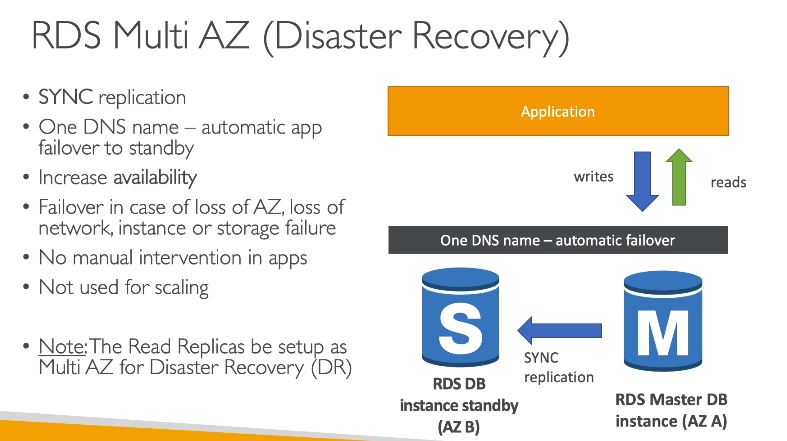 RDS Multi AZ (Disaster Recovery)
• SYNC replication
• One DNS name – automatic app
failover to standby
• Increase availability
• Failover in case of loss of AZ, loss of
network, instance or storage failure
• No manual intervention in apps
• Not used for scaling
• Note:The Read Replicas be setup as
Multi AZ for Disaster Recovery (DR)
Application
writes
reads
One DNS name – automatic failover
S
M
SYNC
replication
RDS DB
instance standby
(AZ B)
RDS Master DB
instance (AZ A)